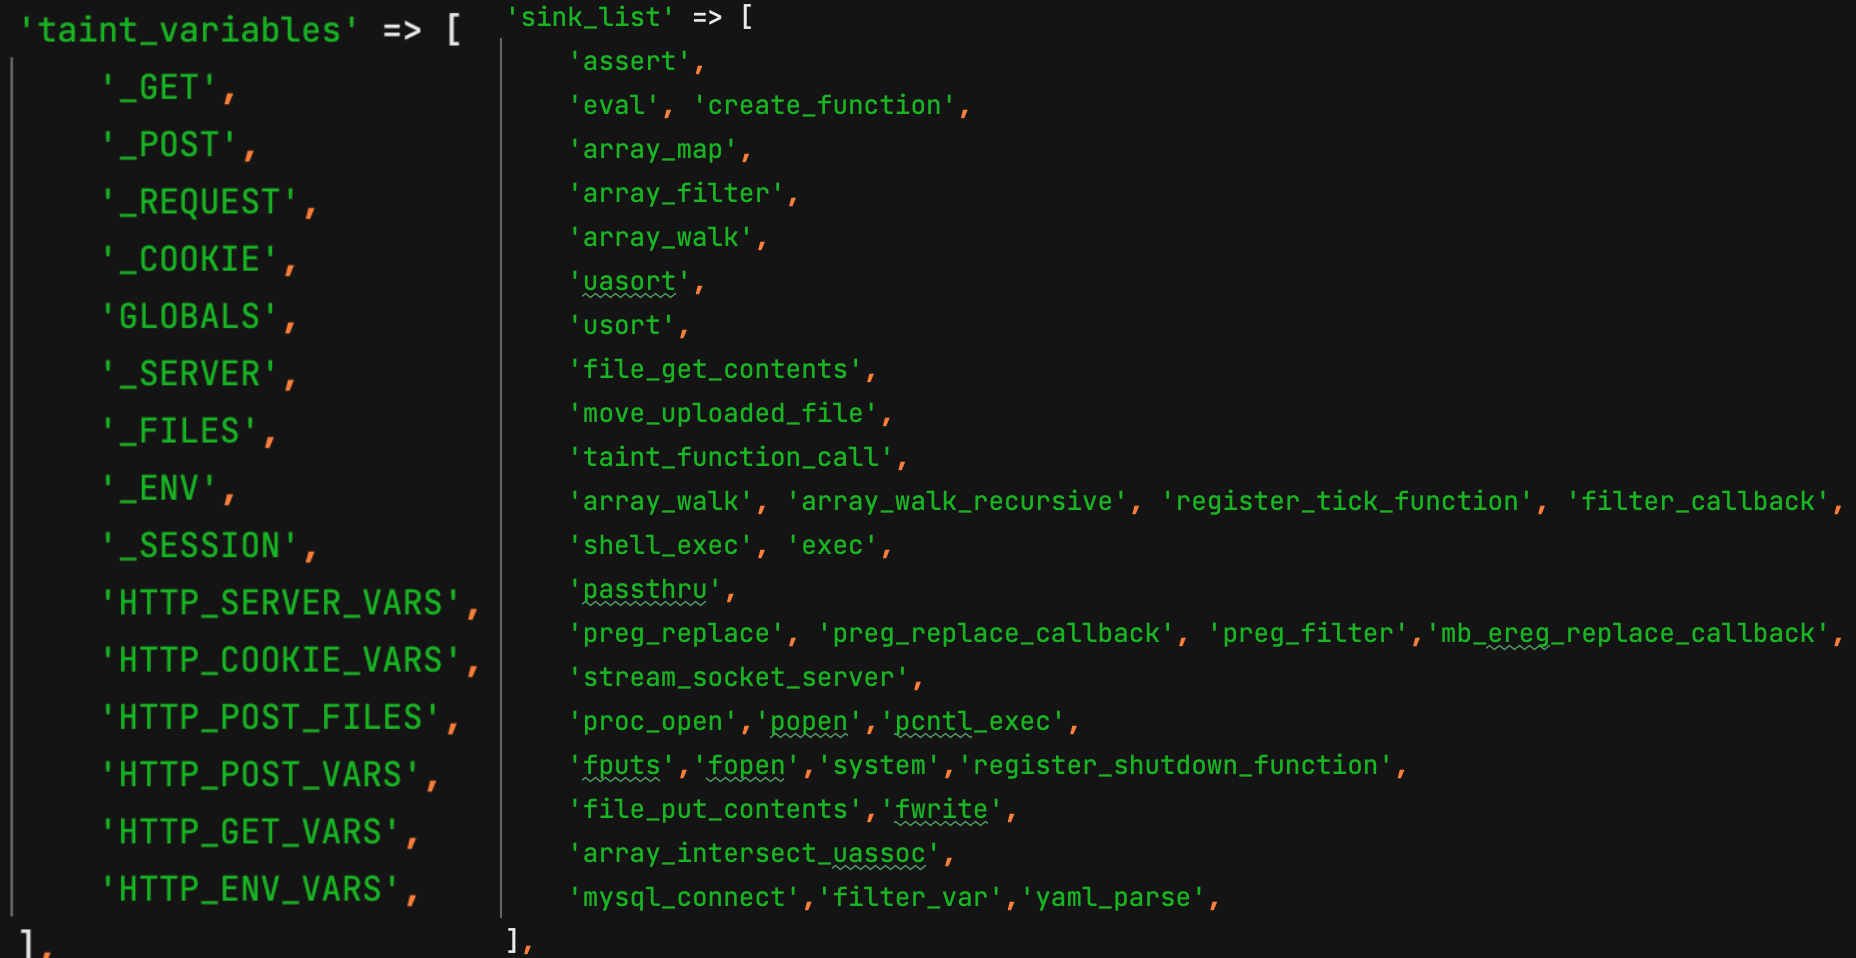 'taint_variables' => [
'_GET',
'_POST',
'_REQUEST',
'_COOKIE',
'GLOBALS',
'_SERVER',
'_FILES',
'_ENV',
'_SESSION',
'HTTP_SERVER_VARS',
'HTTP_COOKIE_VARS',
'HTTP_POST_FILES',
'HTTP_POST_VARS',
'HTTP_GET_VARS',
'HTTP_ENV_VARS',
],
'sink_list' => [
'assert',
'eval', 'create_function',
'array_map',
'array_filter',
'array_walk',
'uasort',
'usort',
'file_get_contents',
'move_uploaded_file',
'taint_function_call',
'array_walk', 'array_walk_recursive', 'register_tick_function', 'filter_callback',
'shell_exec', 'exec',
'passthru',
'preg_replace', 'preg_replace_callback', 'preg_filter','mb_ereg_replace_callback',
'stream_socket_server',
'proc_open','popen','pcntl_exec',
'fputs','fopen','system','register_shutdown_function',
'file_put_contents','fwrite',
'array_intersect_uassoc',
'mysql_connect','filter_var','yaml_parse',
],